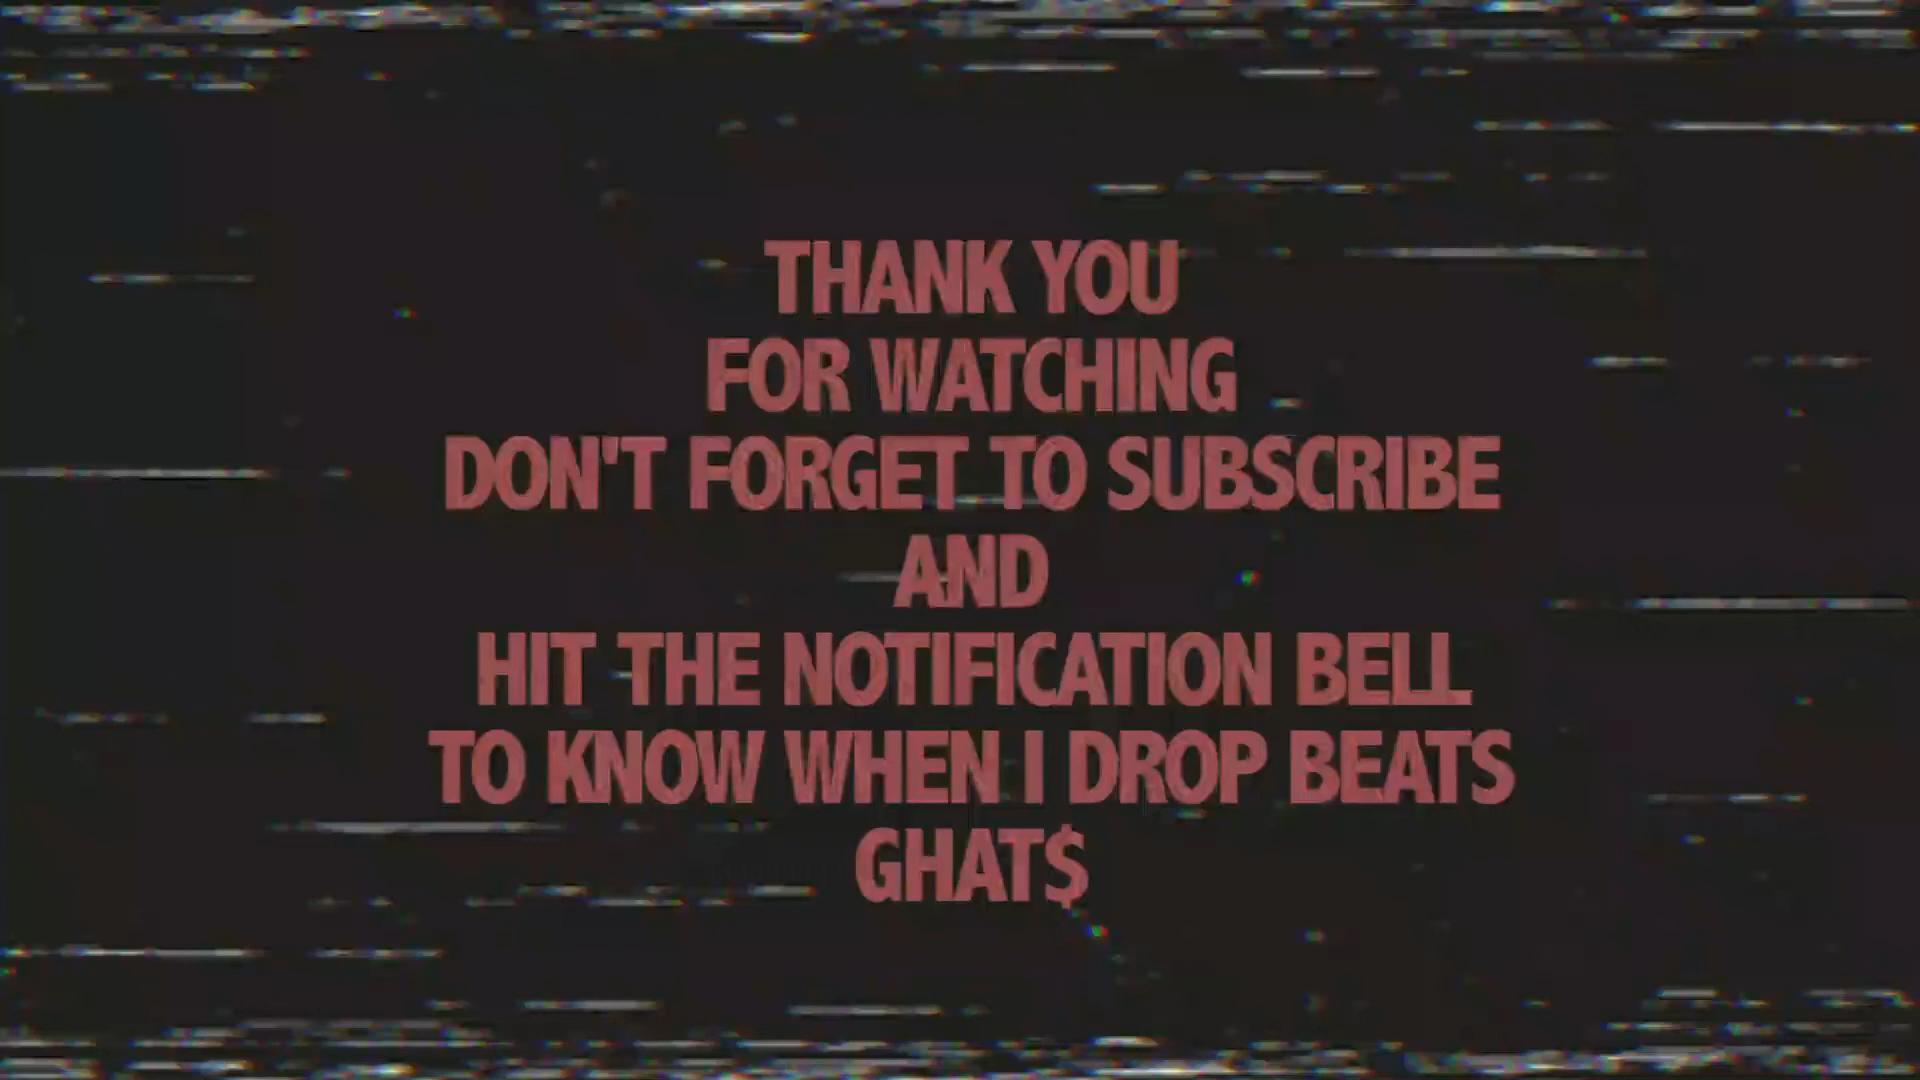 THANK YOU
FOR WATCHING
DON'T FORGET TO SUBSCRIBE
AND
HIT THE NOTIFICATION BELL
TO KNOW WHEN I DROP BEATS
GHAT$